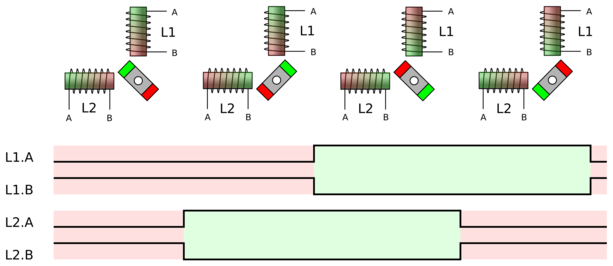 A A A A
L1 L1 L1 L1
B B B B
L2 L2 L2 L2
A B A B A B A B
L1.A
L1.B
L2.A
L2.B